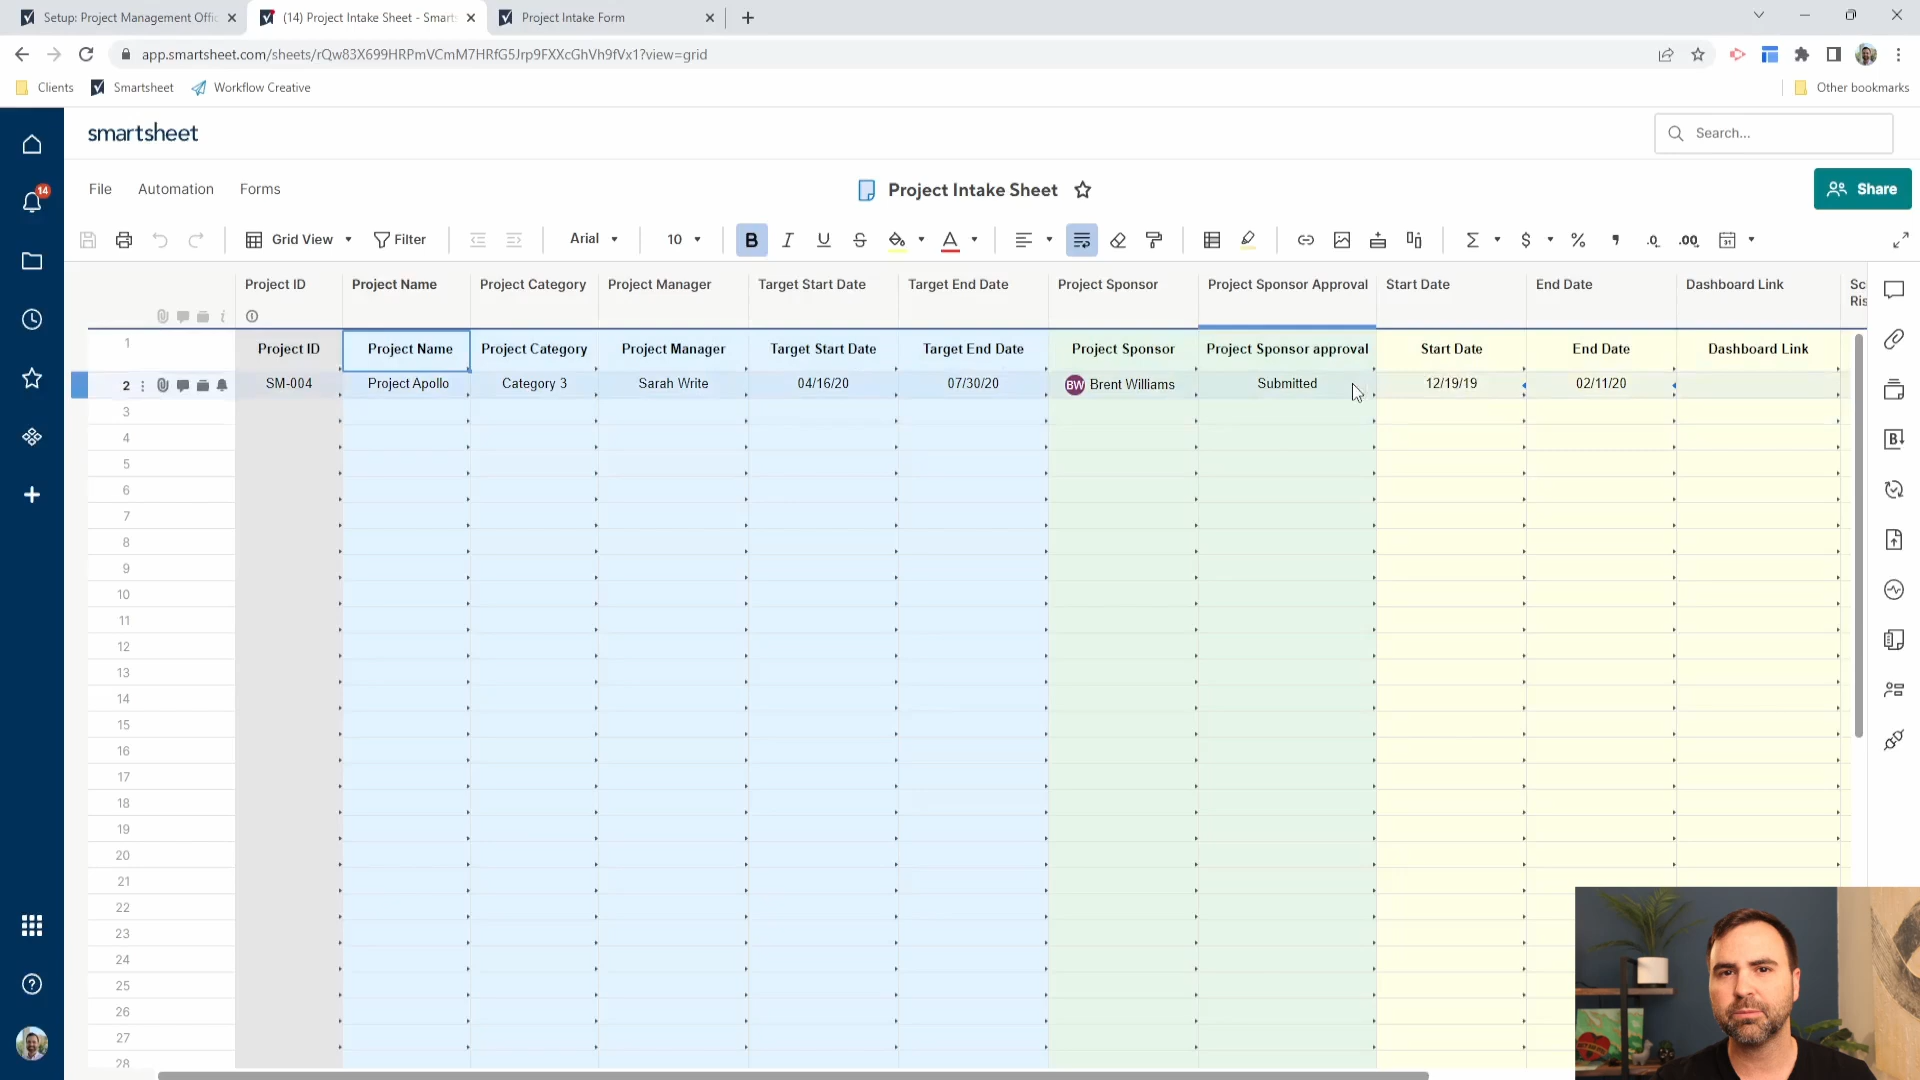 Setup: Project Management Offic
(14) Project Intake Sheet - Smarts
Project Intake Form
app.smartsheet.com/sheets/rQw83X699HRPmVCmM7HRfG5Jrp9FXXcGhVh9fVx1?view=grid
Clients
Smartsheet
Workflow Creative
Other bookmarks
smartsheet
Search...
14
File
Automation
Forms
Project Intake Sheet
Share
Grid View
Filter
Arial
10
B
I
U
S
A
Σ
$
%
.0
.00
31
Project ID
Project Name
Project Category
Project Manager
Target Start Date
Target End Date
Project Sponsor
Project Sponsor Approval
Start Date
End Date
Dashboard Link
Sc
Ris
1
Project ID
Project Name
Project Category
Project Manager
Target Start Date
Target End Date
Project Sponsor
Project Sponsor approval
Start Date
End Date
Dashboard Link
2
SM-004
Project Apollo
Category 3
Sarah Write
04/16/20
07/30/20
BW Brent Williams
Submitted
12/19/19
02/11/20
3
4
5
6
7
8
9
10
11
12
13
14
15
16
17
18
19
20
21
22
23
24
25
26
27
28